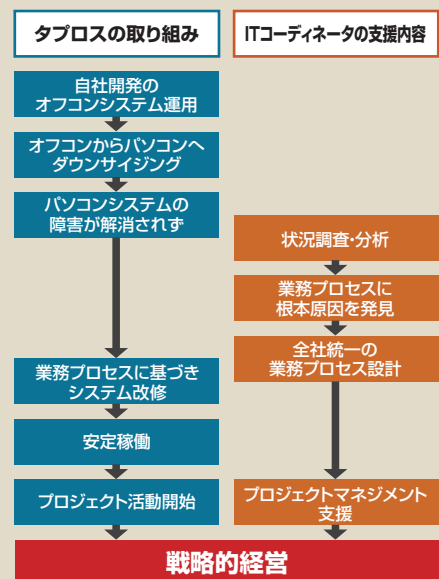 タプロスの取り組み
自社開発の
オフコンシステム運用
オフコンからパソコンへ
ダウンサイジング
パソコンシステムの
障害が解消されず
業務プロセスに基づき
システム改修
安定稼働
プロジェクト活動開始
ITコーディネータの支援内容
状況調査・分析
業務プロセスに
根本原因を発見
全社統一の
業務プロセス設計
プロジェクトマネジメント
支援
戦略的経営